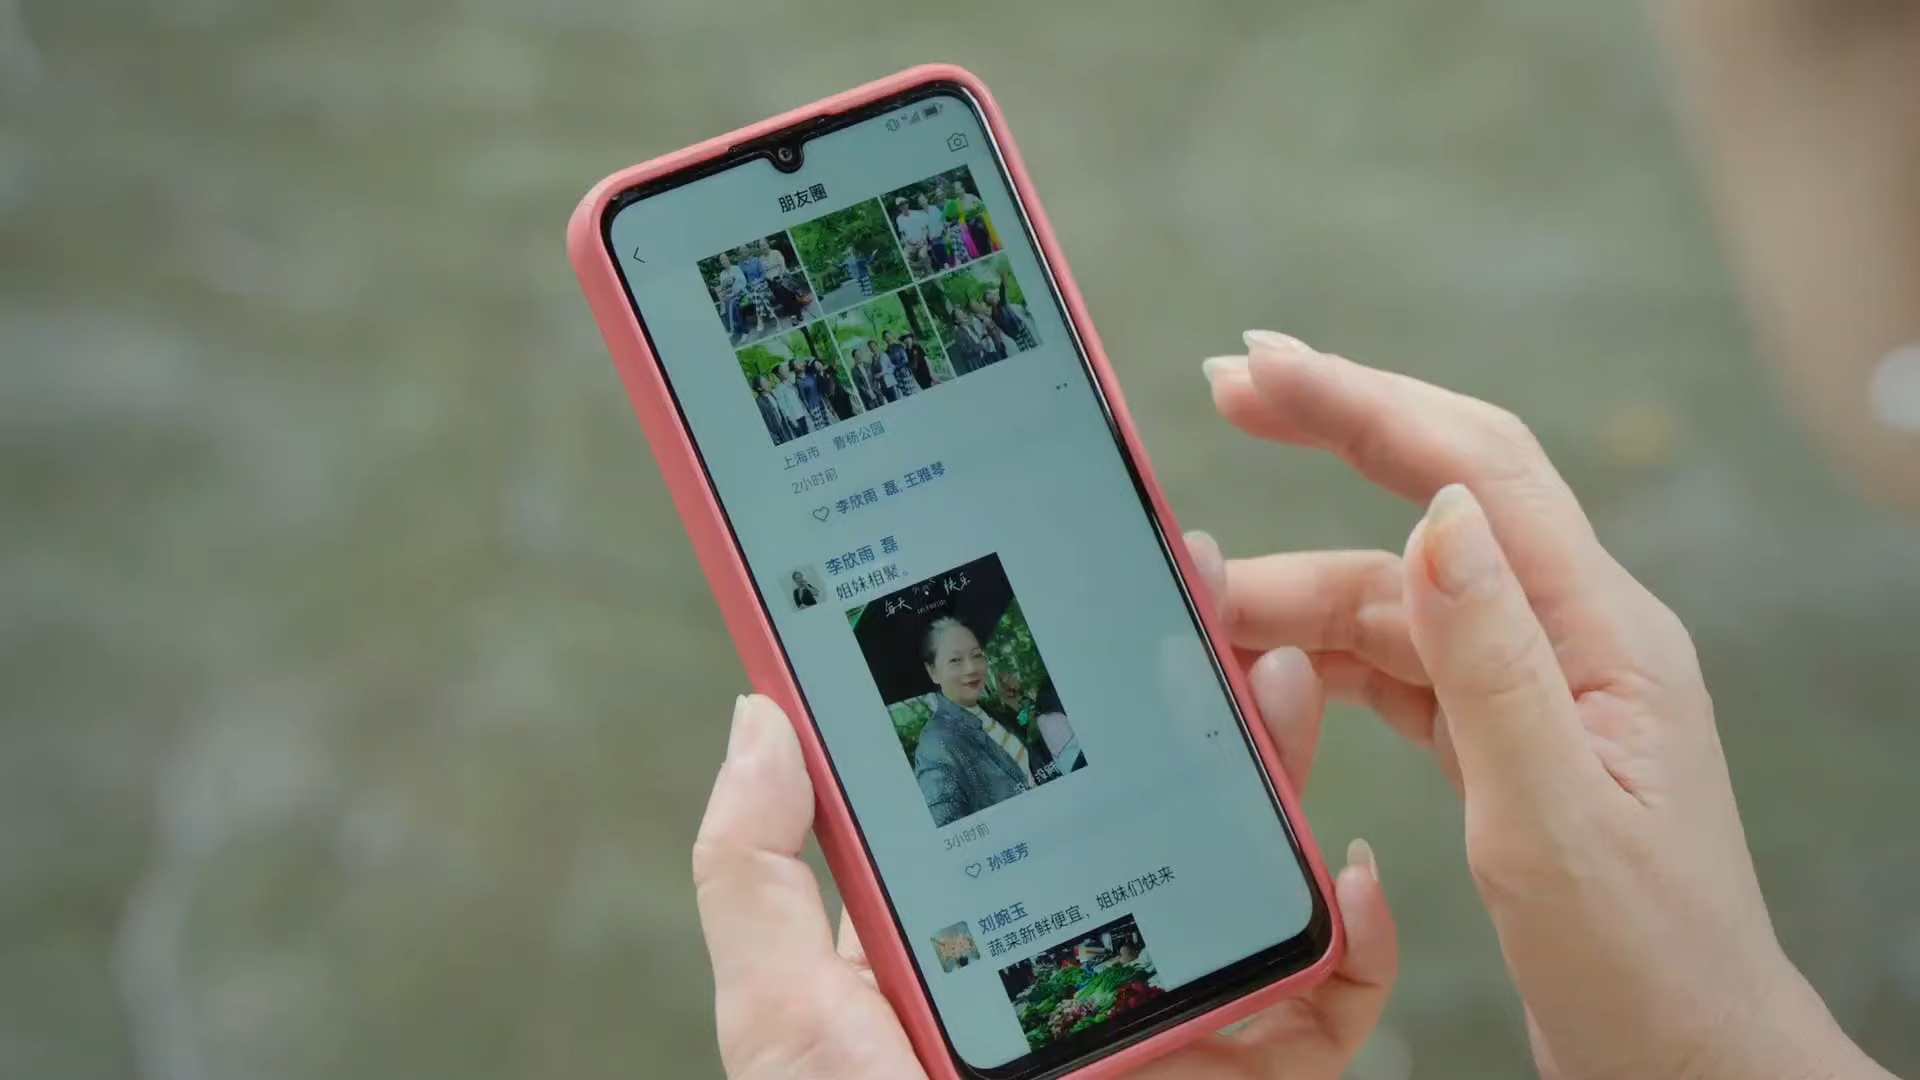 朋友圈
上海市 曹杨公园
2小时前
李欣雨 磊, 王雅琴
李欣雨 磊
姐妹相聚。
每天 快乐
3小时前
孙莲芳
刘婉玉
蔬菜新鲜便宜，姐妹们快来